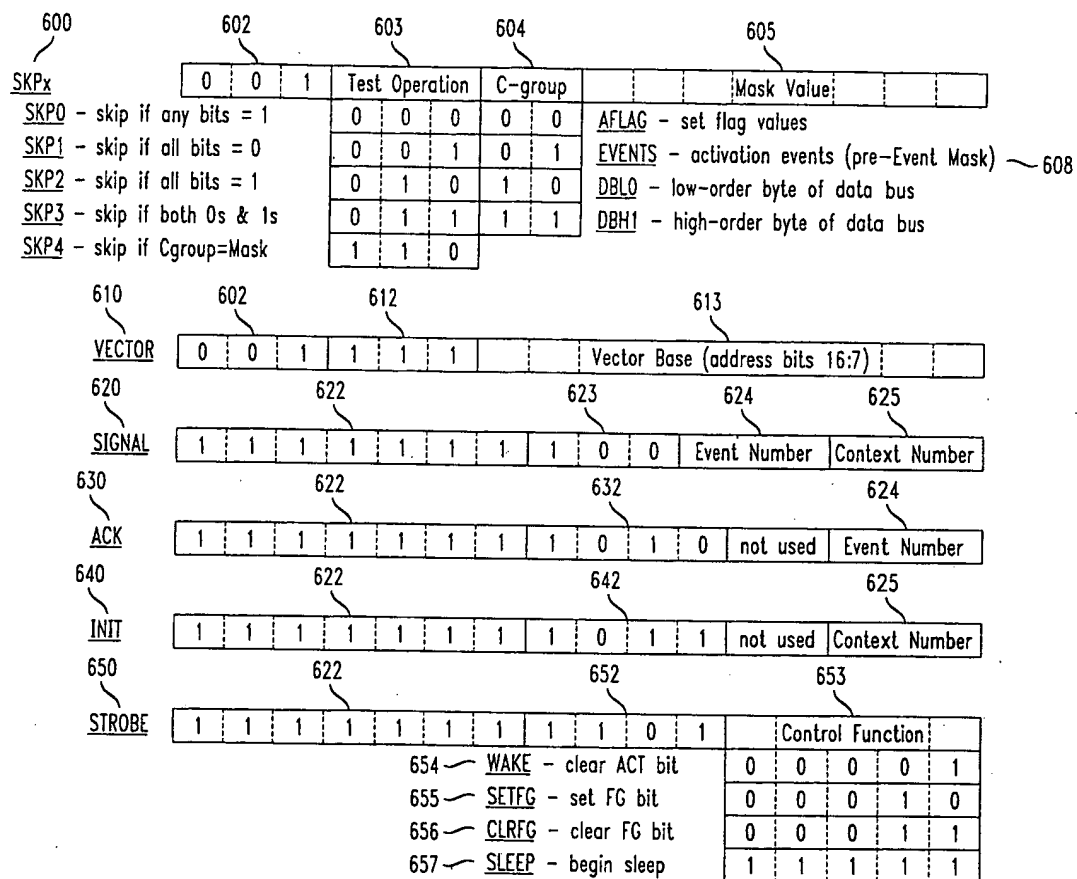 600 602 603 604 605
SKPx 0 0 1 Test Operation C-group Mask Value
SKP0 - skip if any bits = 1 0 0 0 0 0 AFLAG - set flag values
SKP1 - skip if all bits = 0 0 0 1 0 1 EVENTS - activation events (pre-Event Mask) 608
SKP2 - skip if all bits = 1 0 1 0 1 0 DBL0 - low-order byte of data bus
SKP3 - skip if both 0s & 1s 0 1 1 1 1 DBH1 - high-order byte of data bus
SKP4 - skip if Cgroup=Mask 1 1 0
610 602 612 613
VECTOR 0 0 1 1 1 1 Vector Base (address bits 16:7)
620 622 623 624 625
SIGNAL 1 1 1 1 1 1 1 1 0 0 Event Number Context Number
630 622 632 624
ACK 1 1 1 1 1 1 1 1 0 1 0 not used Event Number
640 622 642 625
INIT 1 1 1 1 1 1 1 1 0 1 1 not used Context Number
650 622 652 653
STROBE 1 1 1 1 1 1 1 1 1 0 1 Control Function
654 WAKE - clear ACT bit 0 0 0 0 1
655 SETFG - set FG bit 0 0 0 1 0
656 CLRFG - clear FG bit 0 0 0 1 1
657 SLEEP - begin sleep 1 1 1 1 1